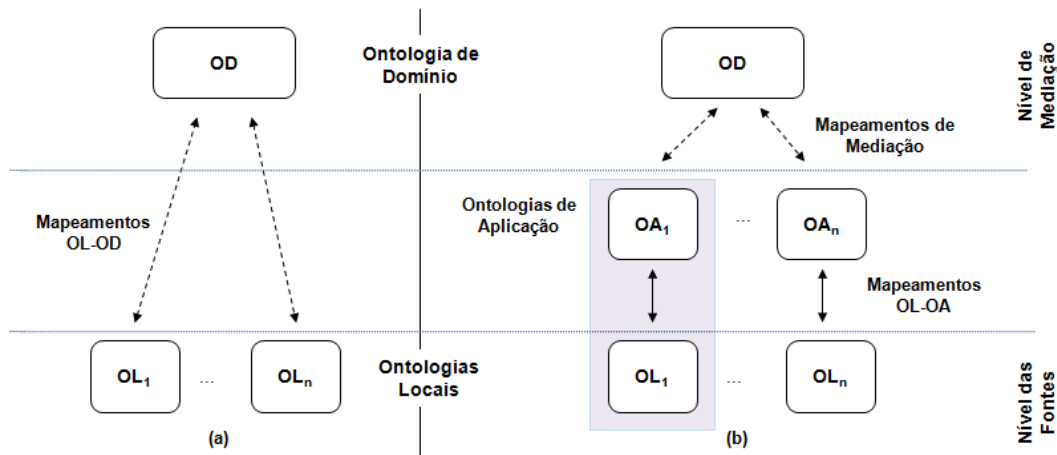 OD
Ontologia de
Domínio
OD
Nível de
Mediação
Mapeamentos de
Mediação
Mapeamentos
OL-OD
Ontologias de
Aplicação
OA1
...
OAn
Mapeamentos
OL-OA
OL1
...
OLn
Ontologias
Locais
OL1
...
OLn
Nível das
Fontes
(a)
(b)